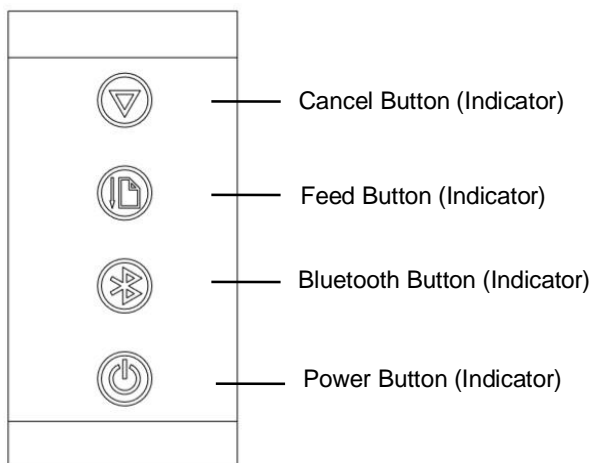 Cancel Button (Indicator)
Feed Button (Indicator)
Bluetooth Button (Indicator)
Power Button (Indicator)